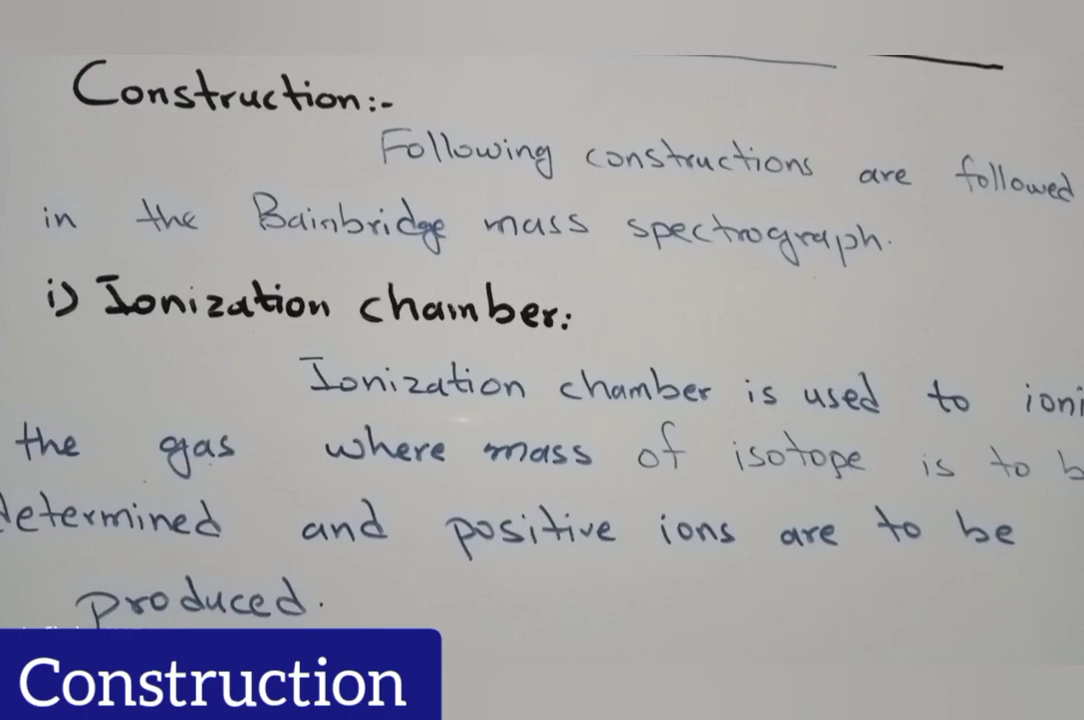 Construction:-
Following constructions are followed
in the Bainbridge mass spectrograph.
i) Ionization chamber:
Ionization chamber is used to ioni
the gas where mass of isotope is to b
determined and positive ions are to be
produced.
Construction